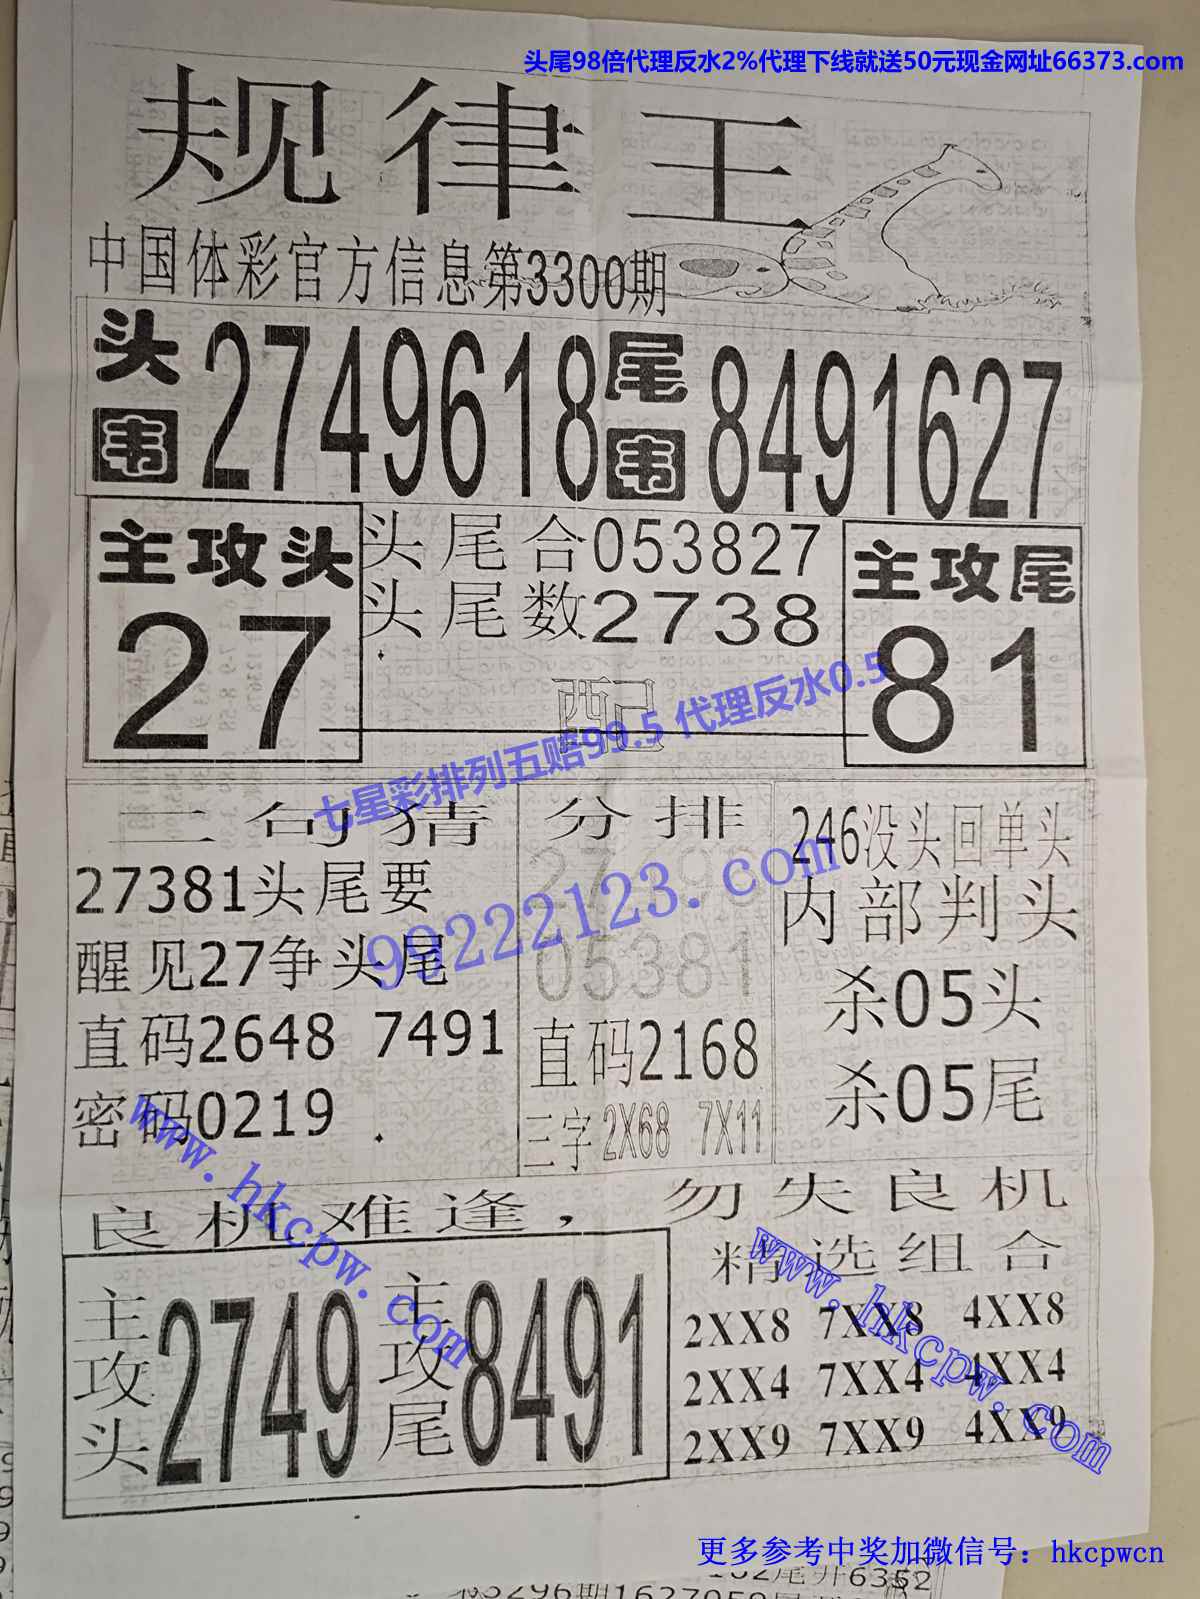 头尾98倍代理反水2%代理下线就送50元现金网址66373.com
规律王
中国体彩官方信息第3300期
头围 2749618 尾围 8491627
主攻头 27
头尾合053827
头尾数2738
配
主攻尾 81
七星彩排列五赔99.5 代理反水0.5
99222123.com
三句猜
27381头尾要
醒见27争头尾
直码2648 7491
密码0219
分排
05381
直码2168
三字 2X68 7X11
246没头回单头
内部判头
杀05头
杀05尾
www.hkcpw.com
良机难逢，勿失良机
主攻头 2749 主攻尾 8491
精选组合
2XX8 7XX8 4XX8
2XX4 7XX4 4XX4
2XX9 7XX9 4XX9
www.hkcpw.com
更多参考中奖加微信号：hkcpwcn